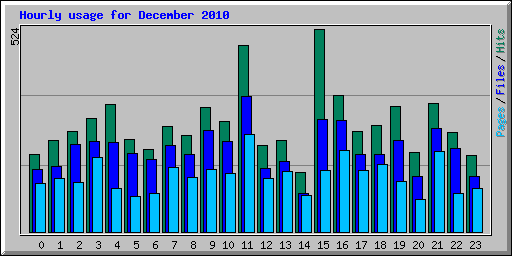 Hourly usage for December 2010
524
Pages/Files/Hits
0 1 2 3 4 5 6 7 8 9 10 11 12 13 14 15 16 17 18 19 20 21 22 23